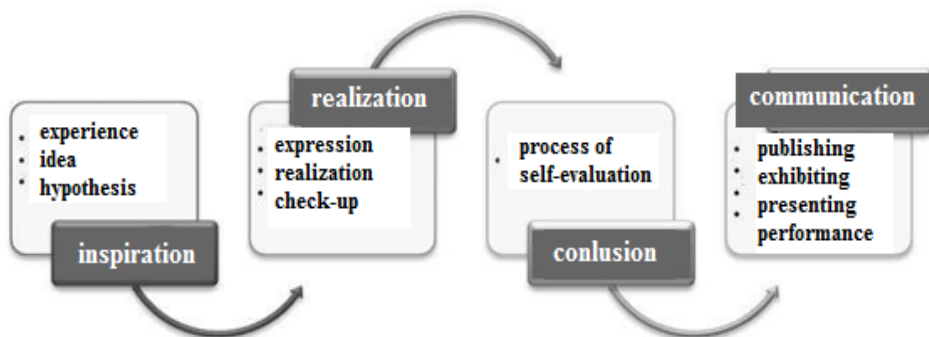 experience
idea
hypothesis
inspiration
realization
expression
realization
check-up
process of
self-evaluation
conlusion
communication
publishing
exhibiting
presenting
performance